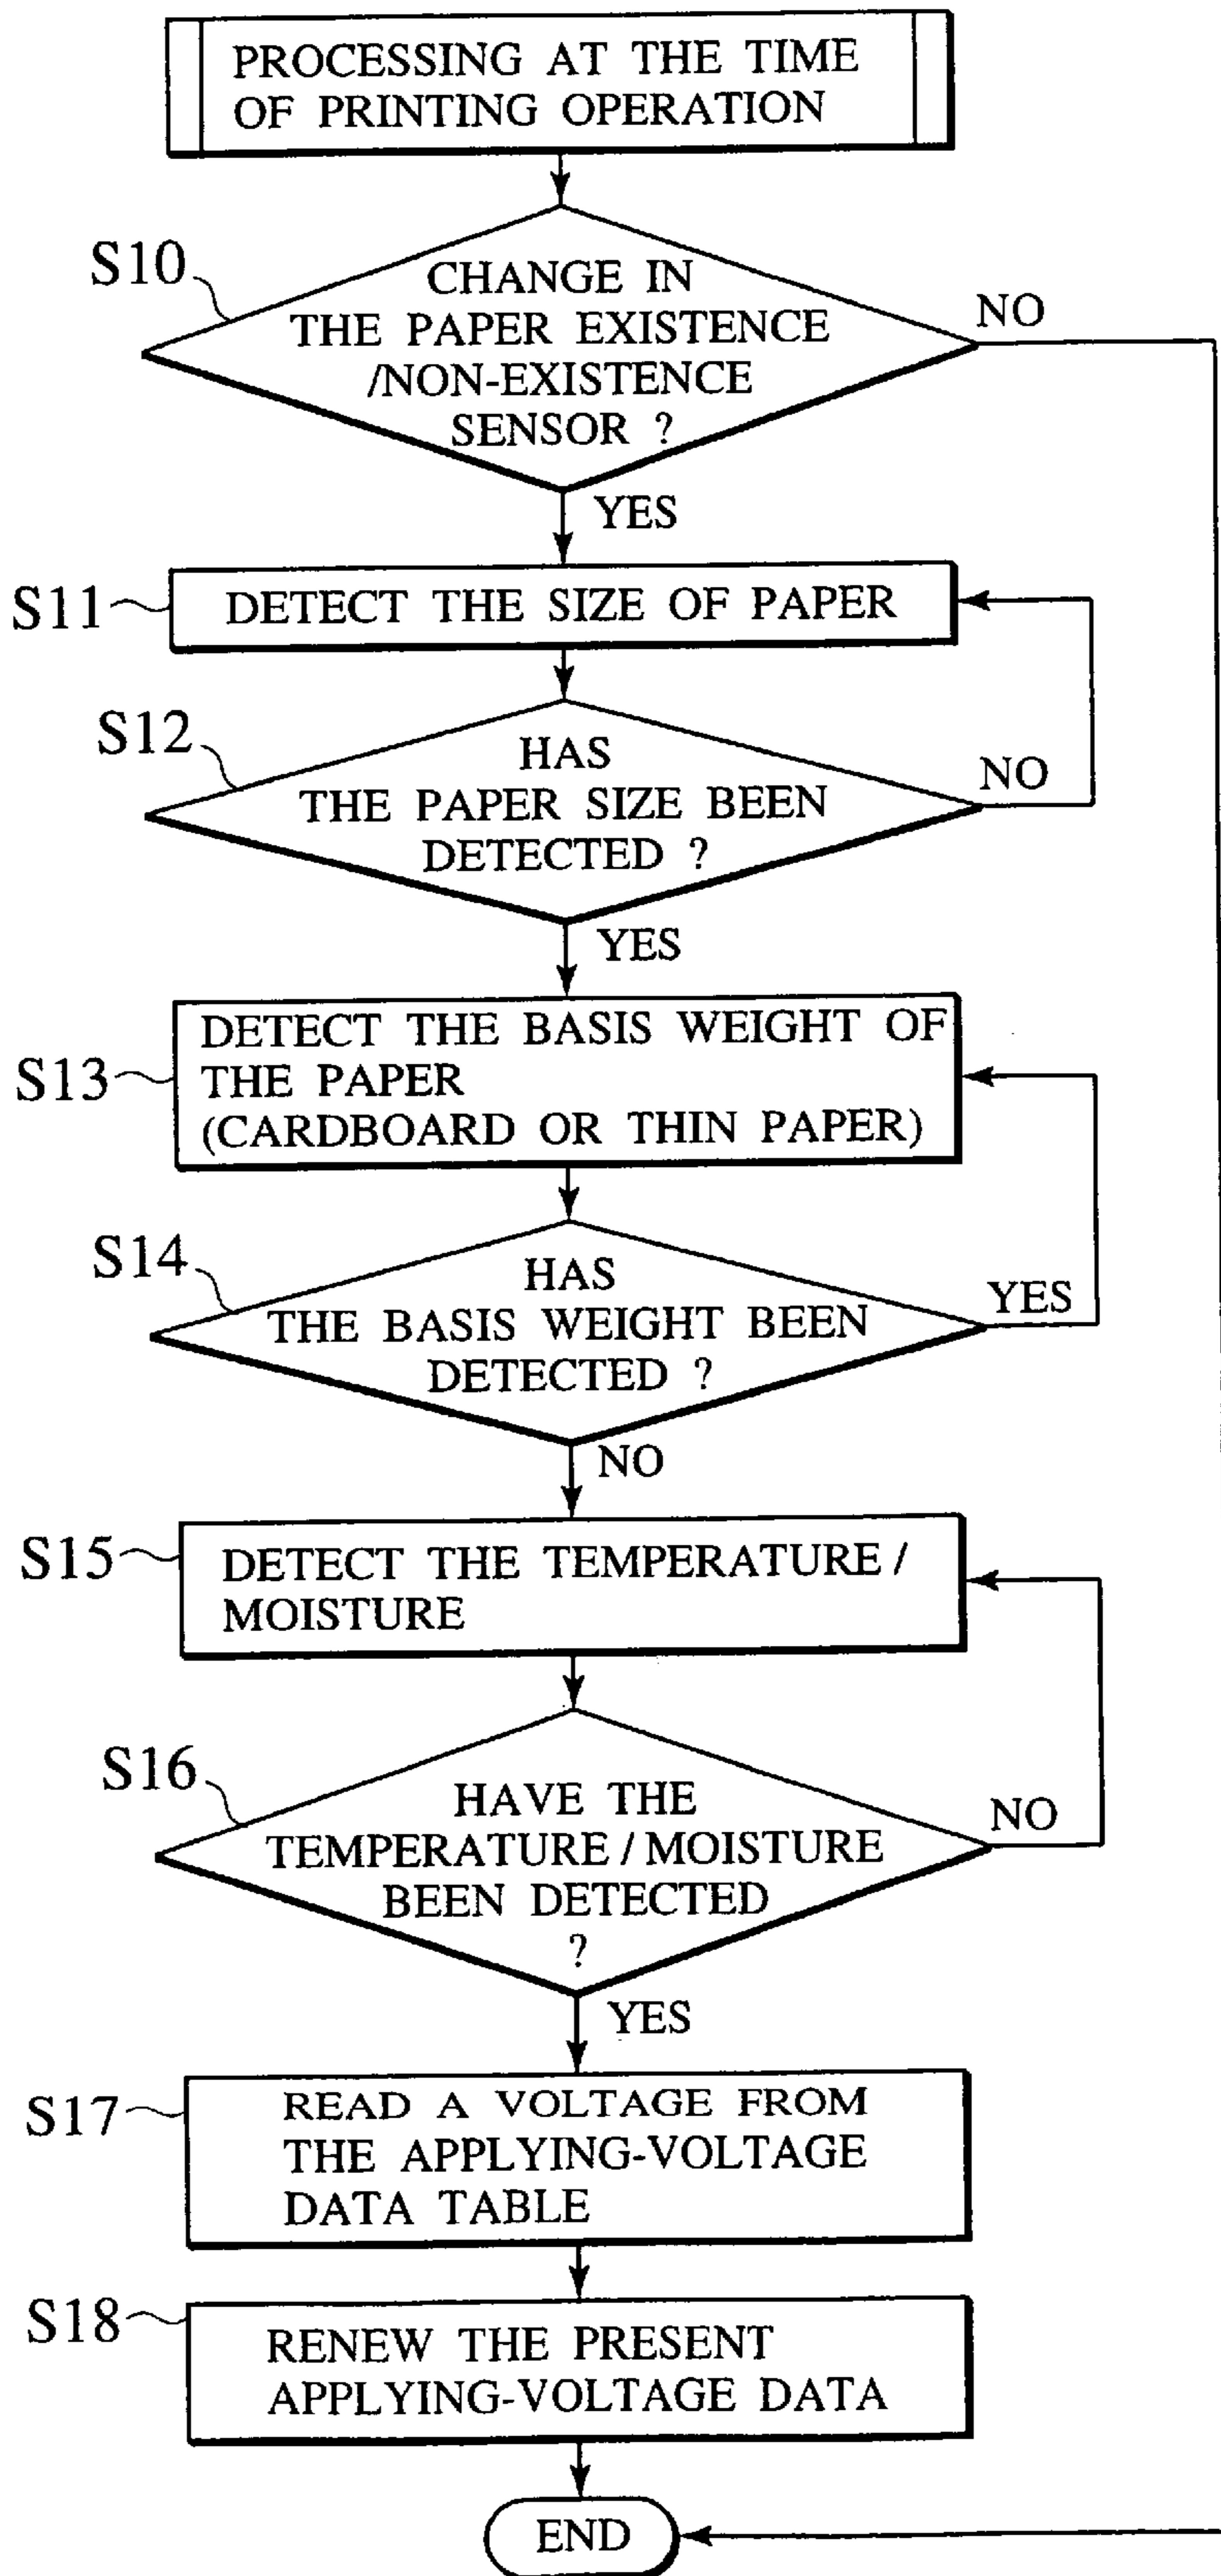 PROCESSING AT THE TIME
OF PRINTING OPERATION
S10
CHANGE IN
THE PAPER EXISTENCE
/NON-EXISTENCE
SENSOR ?
NO
YES
S11
DETECT THE SIZE OF PAPER
S12
HAS
THE PAPER SIZE BEEN
DETECTED ?
NO
YES
S13
DETECT THE BASIS WEIGHT OF
THE PAPER
(CARDBOARD OR THIN PAPER)
S14
HAS
THE BASIS WEIGHT BEEN
DETECTED ?
YES
NO
S15
DETECT THE TEMPERATURE /
MOISTURE
S16
HAVE THE
TEMPERATURE / MOISTURE
BEEN DETECTED
?
NO
YES
S17
READ A VOLTAGE FROM
THE APPLYING-VOLTAGE
DATA TABLE
S18
RENEW THE PRESENT
APPLYING-VOLTAGE DATA
END